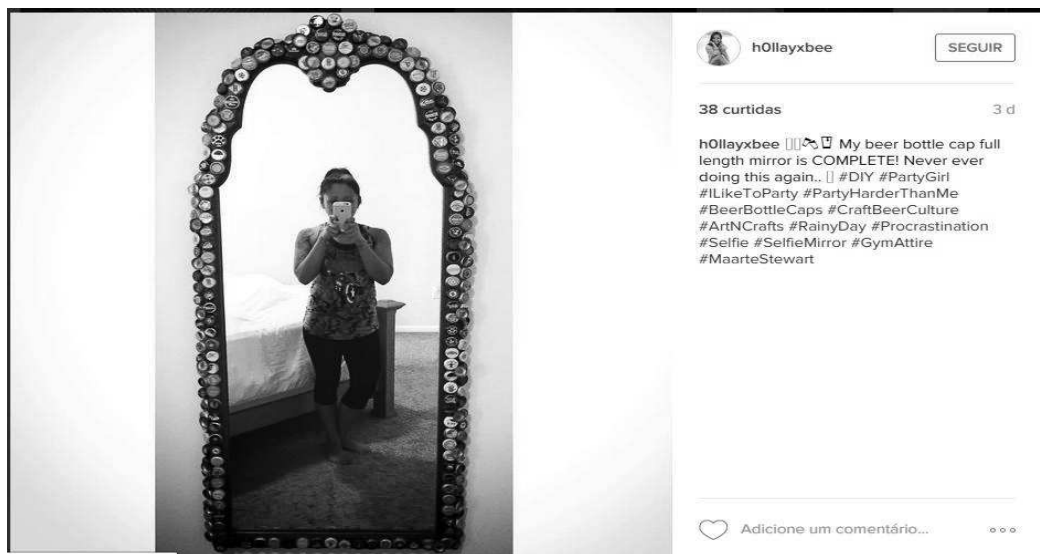 h0llayxbee
SEGUIR
38 curtidas
3 d
h0llayxbee My beer bottle cap full
length mirror is COMPLETE! Never ever
doing this again.. #DIY #PartyGirl
#ILikeToParty #PartyHarderThanMe
#BeerBottleCaps #CraftBeerCulture
#ArtNCrafts #RainyDay #Procrastination
#Selfie #SelfieMirror #GymAttire
#MaarteStewart
Adicione um comentário...